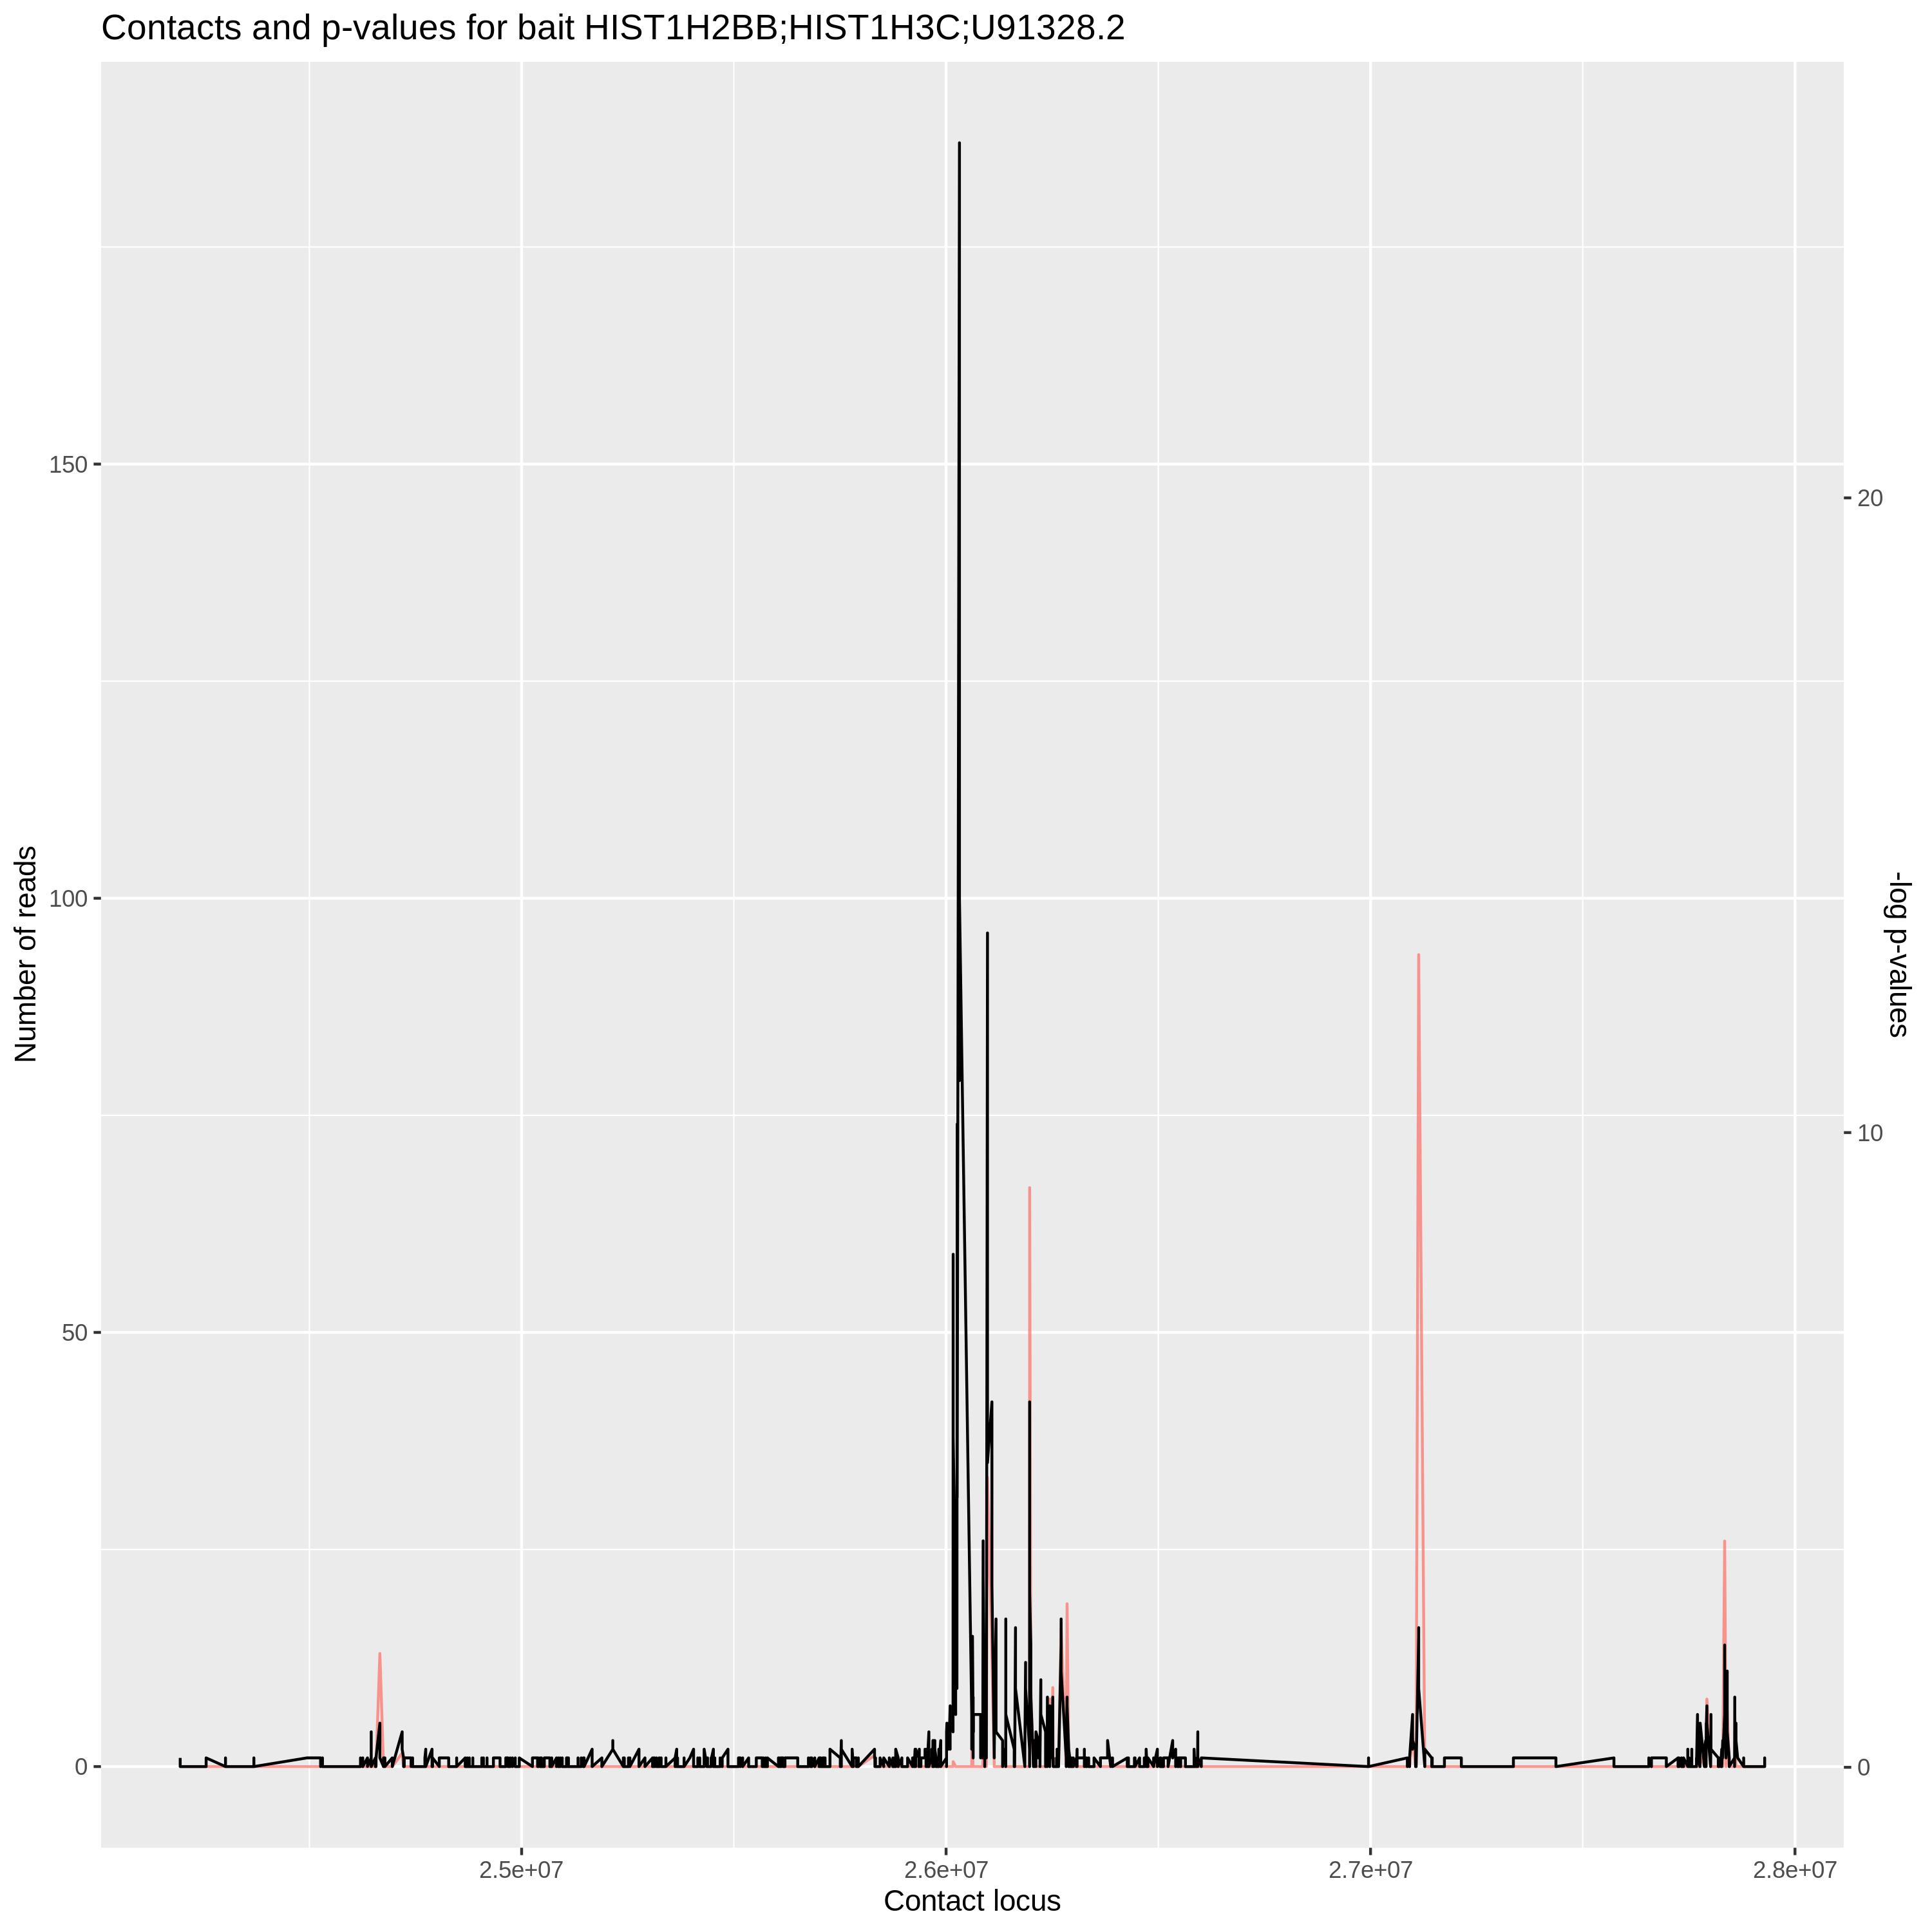 Contacts and p-values for bait HIST1H2BB;HIST1H3C;U91328.2
Number of reads
150
100
50
0
20
10
0
-log p-values
2.5e+07
2.6e+07
2.7e+07
2.8e+07
Contact locus